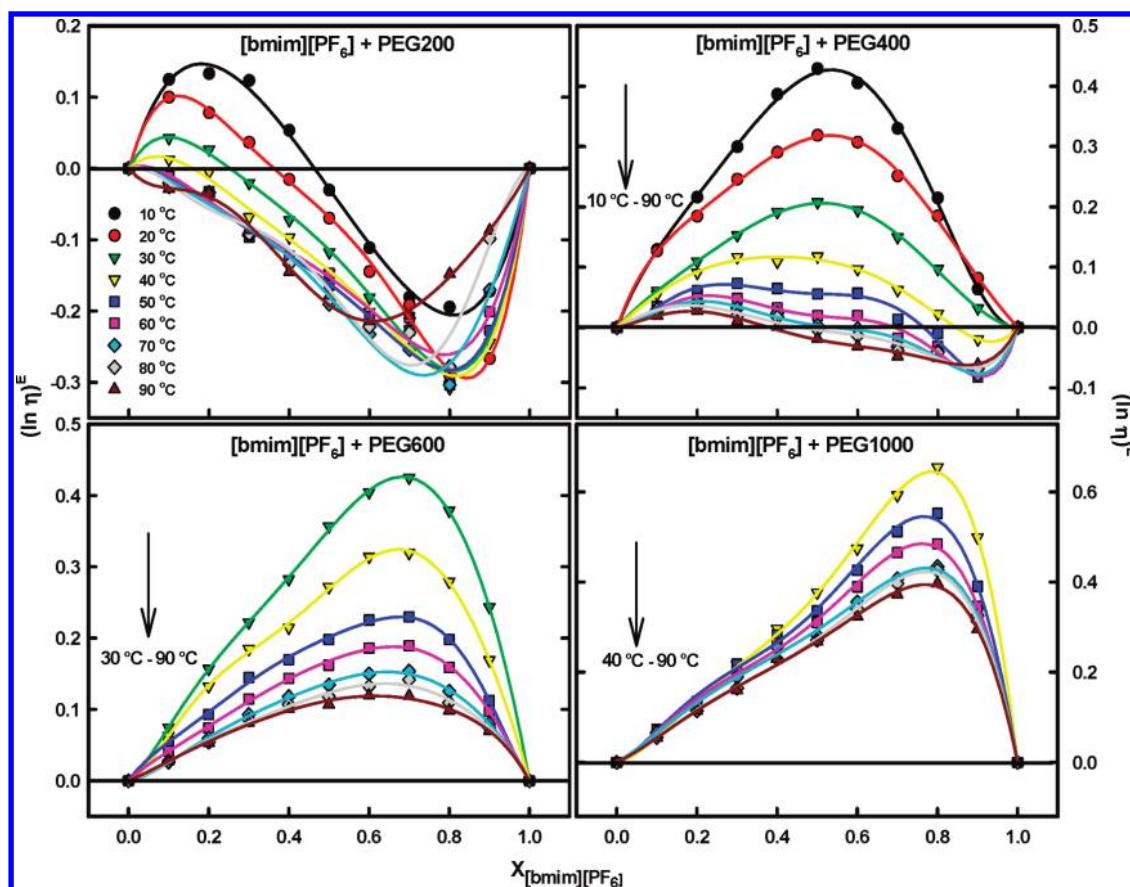 [bmim][PF6] + PEG200
0.2
0.1
0.0
-0.1
-0.2
-0.3
10 °C
20 °C
30 °C
40 °C
50 °C
60 °C
70 °C
80 °C
90 °C
[bmim][PF6] + PEG400
10 °C - 90 °C
0.5
0.4
0.3
0.2
0.1
0.0
-0.1
(ln η)E
(ln η)E
[bmim][PF6] + PEG600
0.5
0.4
0.3
0.2
0.1
0.0
30 °C - 90 °C
0.0 0.2 0.4 0.6 0.8 1.0
[bmim][PF6] + PEG1000
40 °C - 90 °C
0.6
0.4
0.2
0.0
0.0 0.2 0.4 0.6 0.8 1.0
X[bmim][PF6]